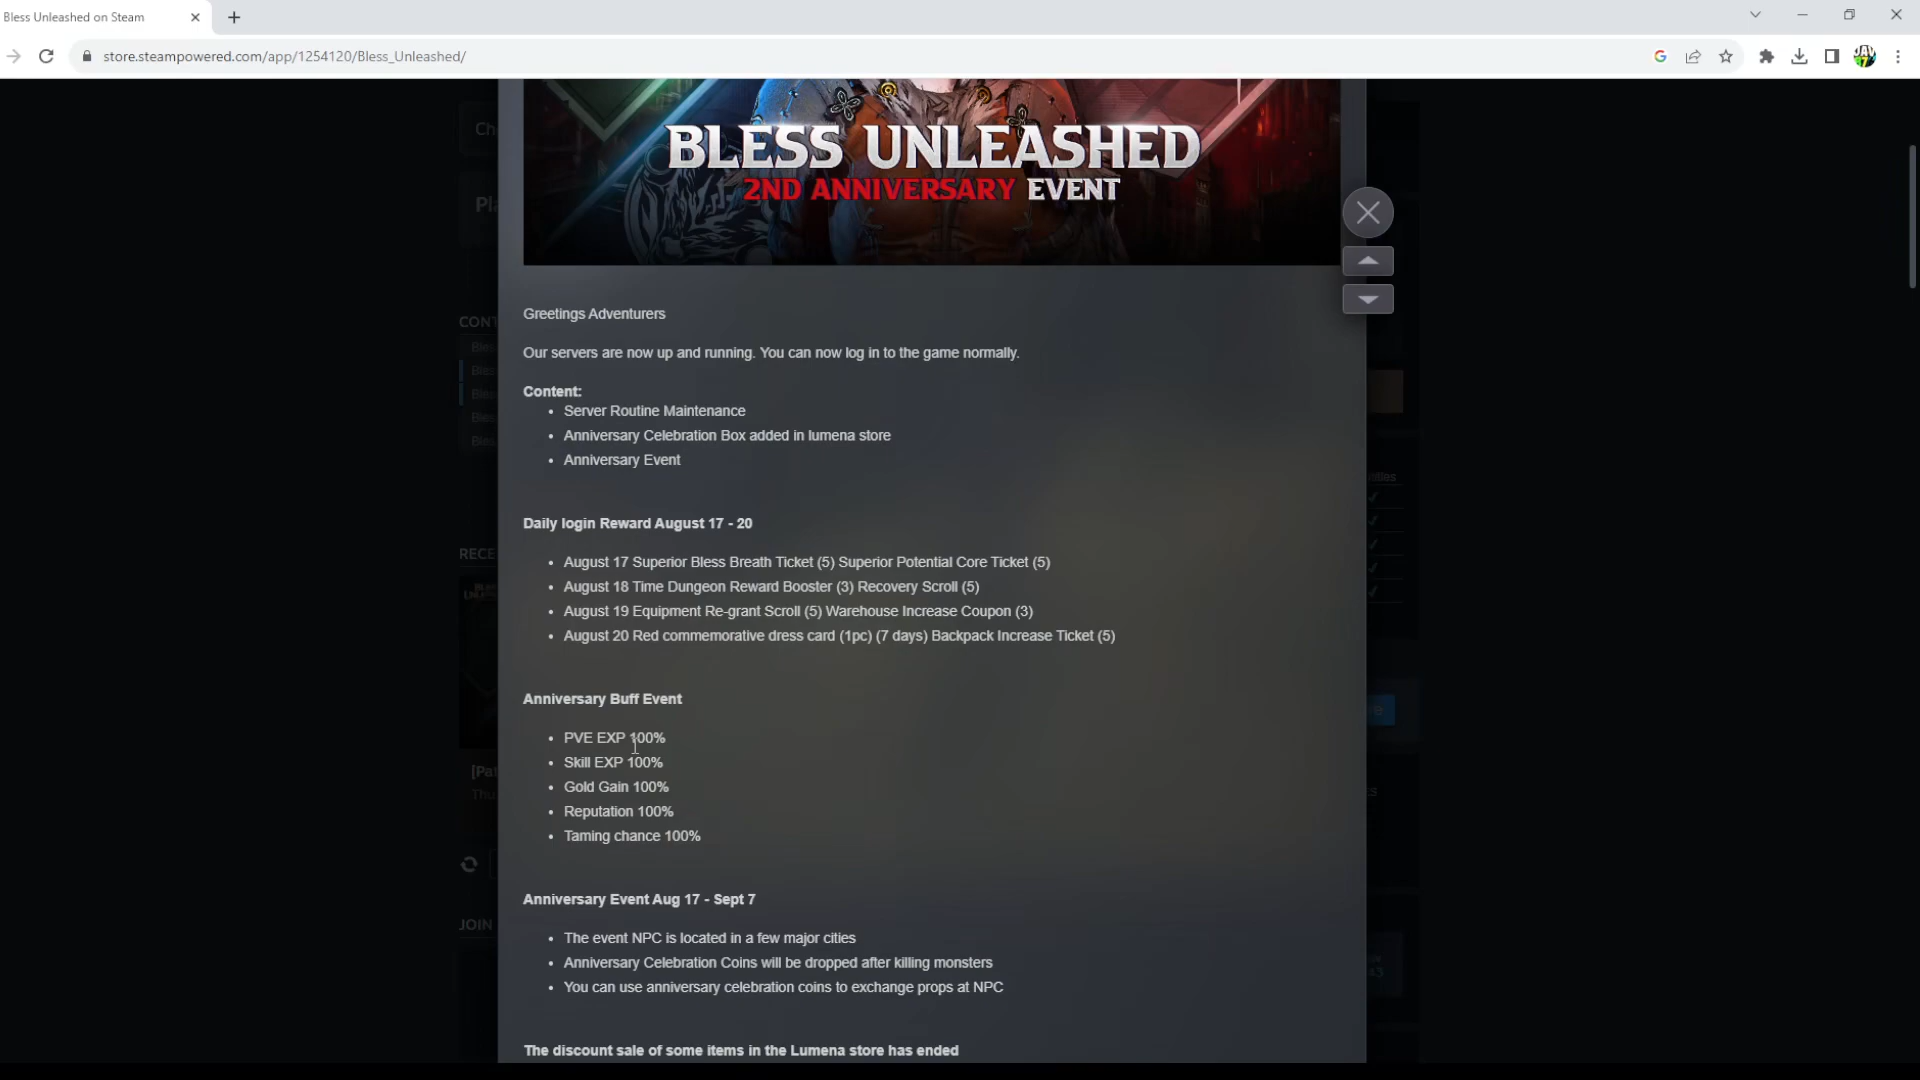 Bless Unleashed on Steam
store.steampowered.com/app/1254120/Bless_Unleashed/
BLESS UNLEASHED
2ND ANNIVERSARY EVENT
Greetings Adventurers
Our servers are now up and running. You can now log in to the game normally.
Content:
• Server Routine Maintenance
• Anniversary Celebration Box added in lumena store
• Anniversary Event
Daily login Reward August 17 - 20
• August 17 Superior Bless Breath Ticket (5) Superior Potential Core Ticket (5)
• August 18 Time Dungeon Reward Booster (3) Recovery Scroll (5)
• August 19 Equipment Re-grant Scroll (5) Warehouse Increase Coupon (3)
• August 20 Red commemorative dress card (1pc) (7 days) Backpack Increase Ticket (5)
Anniversary Buff Event
• PVE EXP 100%
• Skill EXP 100%
• Gold Gain 100%
• Reputation 100%
• Taming chance 100%
Anniversary Event Aug 17 - Sept 7
• The event NPC is located in a few major cities
• Anniversary Celebration Coins will be dropped after killing monsters
• You can use anniversary celebration coins to exchange props at NPC
The discount sale of some items in the Lumena store has ended
CONT
RECE
JOIN